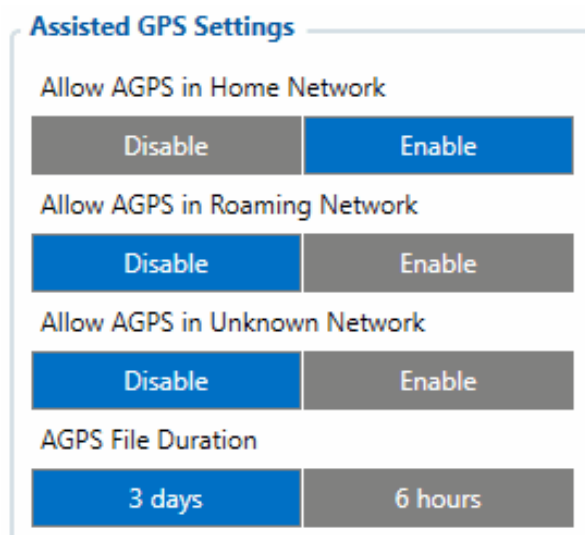 Assisted GPS Settings
Allow AGPS in Home Network
Disable Enable
Allow AGPS in Roaming Network
Disable Enable
Allow AGPS in Unknown Network
Disable Enable
AGPS File Duration
3 days 6 hours